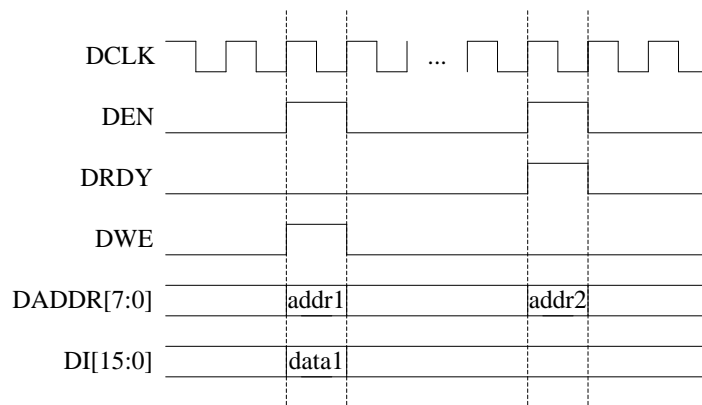 DCLK ...
DEN
DRDY
DWE
DADDR[7:0] addr1 addr2
DI[15:0] data1